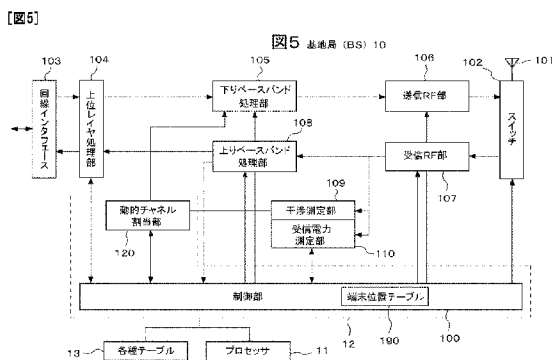 [図5]
図5 基地局 (BS) 10
103
104
105
106
102
101
回線インタフェース
上位レイヤ処理部
下りベースバンド
処理部
送信RF部
スイッチ
108
上りベースバンド
処理部
受信RF部
107
109
動的チャネル
割当部
120
干渉測定部
受信電力
測定部
110
制御部
端末位置テーブル
190
100
12
13
各種テーブル
プロセッサ
11